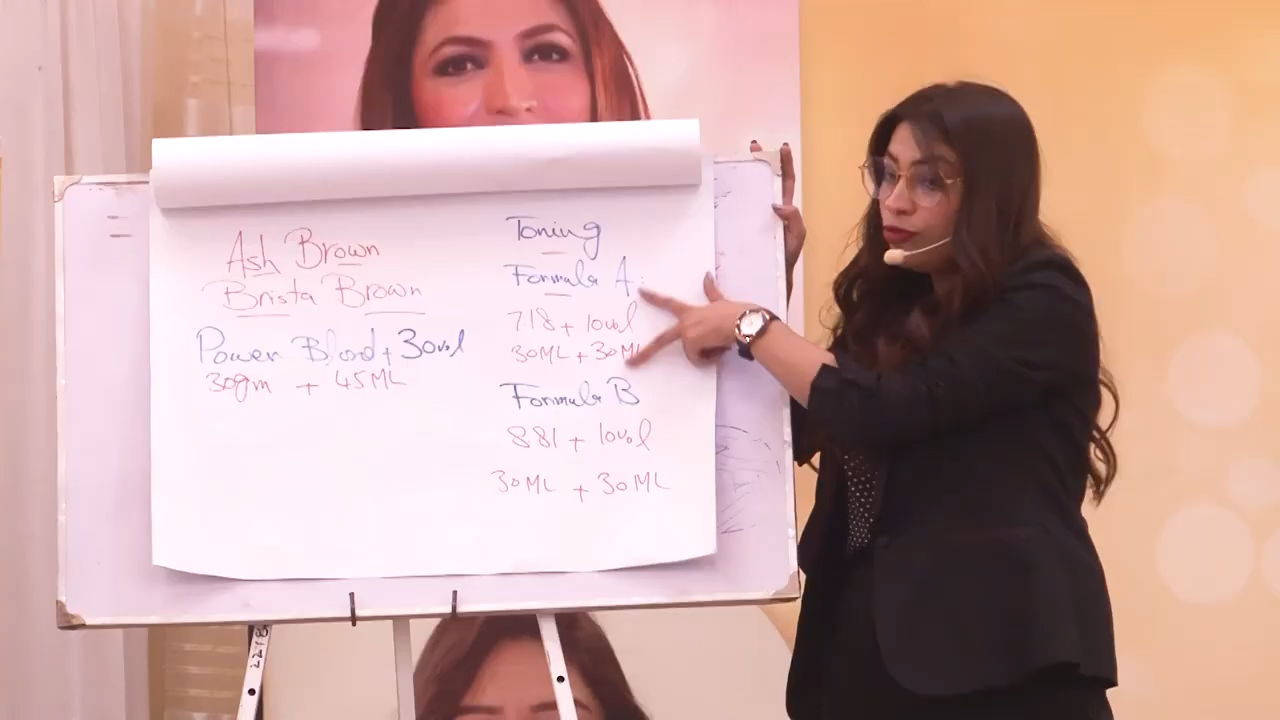 Ash Brown
Brista Brown
Power Blond + 30vol
30gm + 45ML
Toning
Formula A:
718 + 10vol
30ML + 30ML
Formula B
881 + 10vol
30ML + 30ML
2278